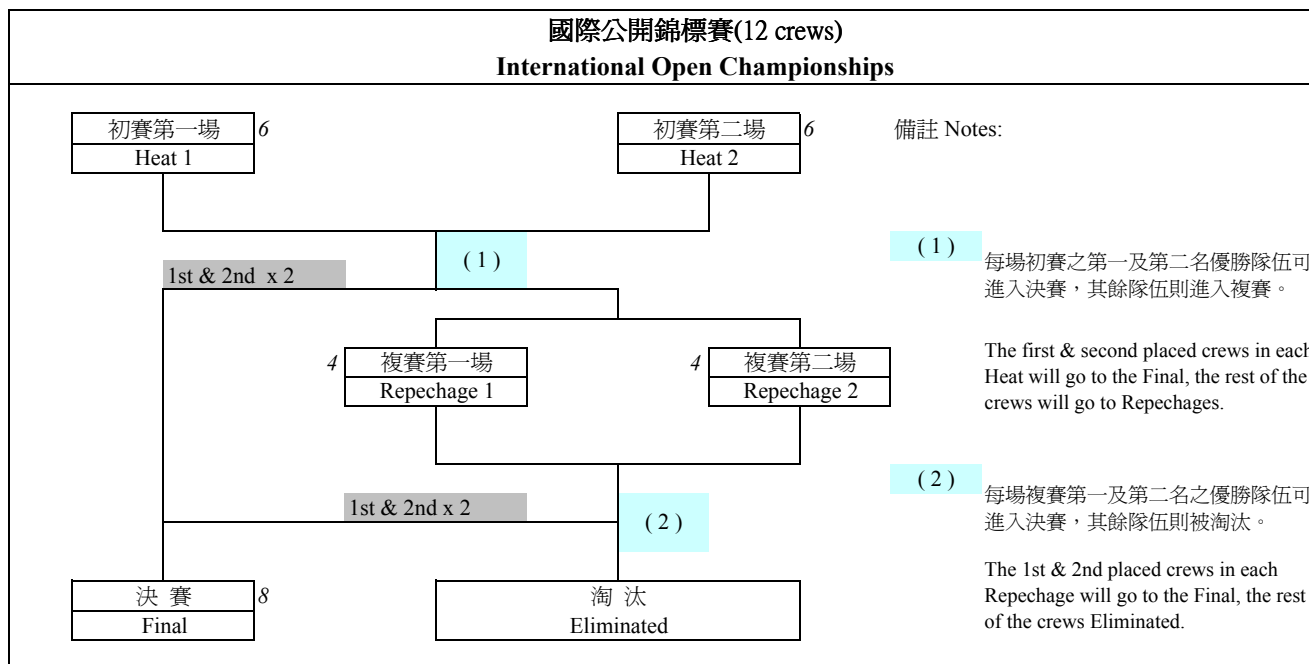 國際公開錦標賽(12 crews)
International Open Championships
初賽第一場 6
Heat 1
初賽第二場 6
Heat 2
備註 Notes:
( 1 )
1st & 2nd x 2
4 複賽第一場
Repechage 1
4 複賽第二場
Repechage 2
1st & 2nd x 2
( 2 )
決 賽 8
Final
淘 汰
Eliminated
( 1 )
每場初賽之第一及第二名優勝隊伍可
進入決賽，其餘隊伍則進入複賽。
The first & second placed crews in each
Heat will go to the Final, the rest of the
crews will go to Repechages.
( 2 )
每場複賽第一及第二名之優勝隊伍可
進入決賽，其餘隊伍則被淘汰。
The 1st & 2nd placed crews in each
Repechage will go to the Final, the rest
of the crews Eliminated.